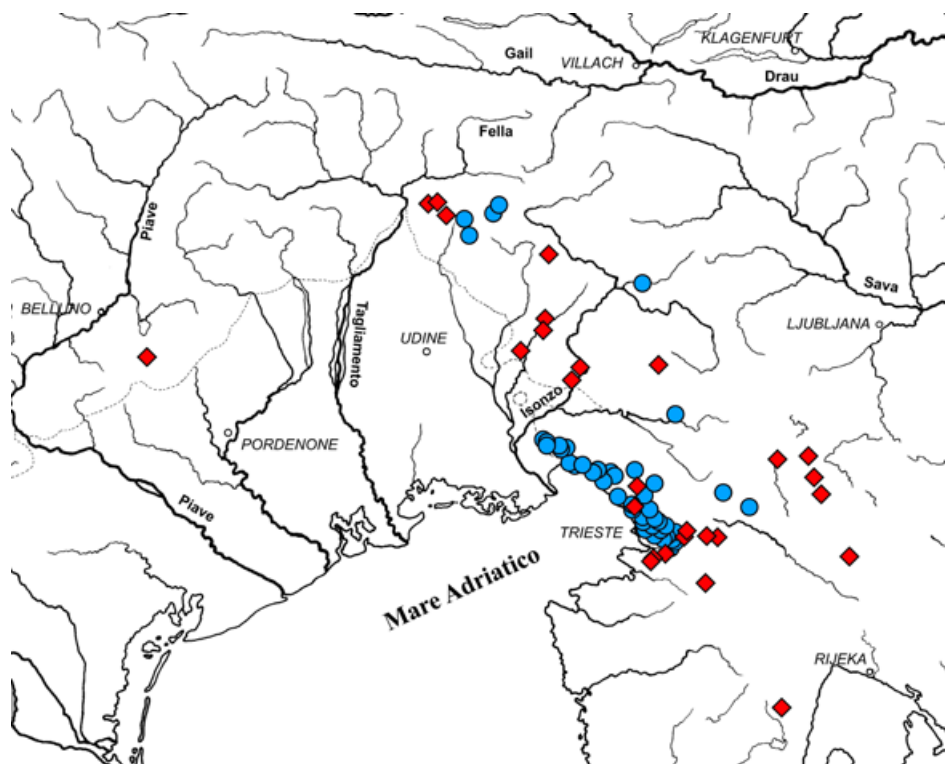 KLAGENFURT
Gail
VILLACH
Drau
Fella
Piave
BELLUNO
Sava
LJUBLJANA
Tagliamento
UDINE
Isonzo
PORDENONE
Piave
TRIESTE
Mare Adriatico
RIJEKA